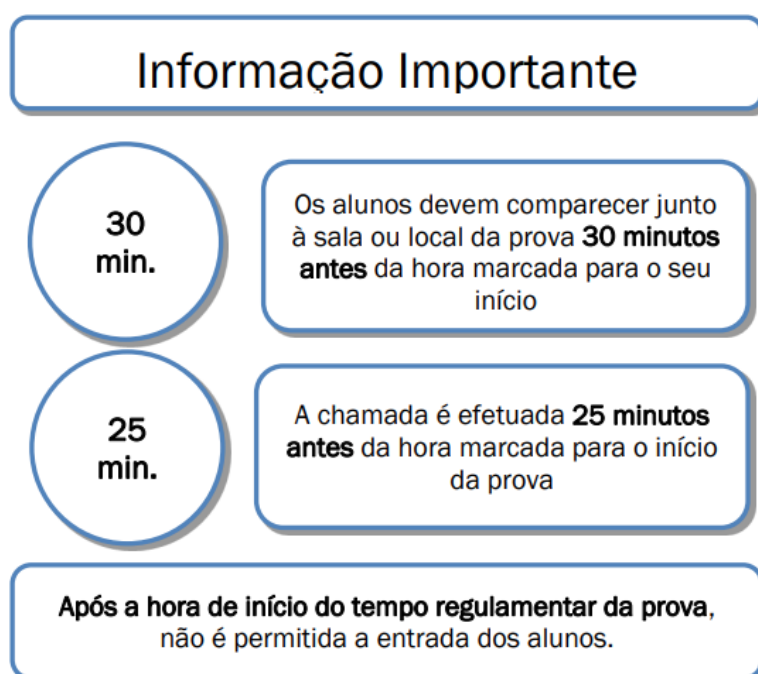 Informação Importante
30
min.
Os alunos devem comparecer junto
à sala ou local da prova 30 minutos
antes da hora marcada para o seu
início
25
min.
A chamada é efetuada 25 minutos
antes da hora marcada para o início
da prova
Após a hora de início do tempo regulamentar da prova,
não é permitida a entrada dos alunos.